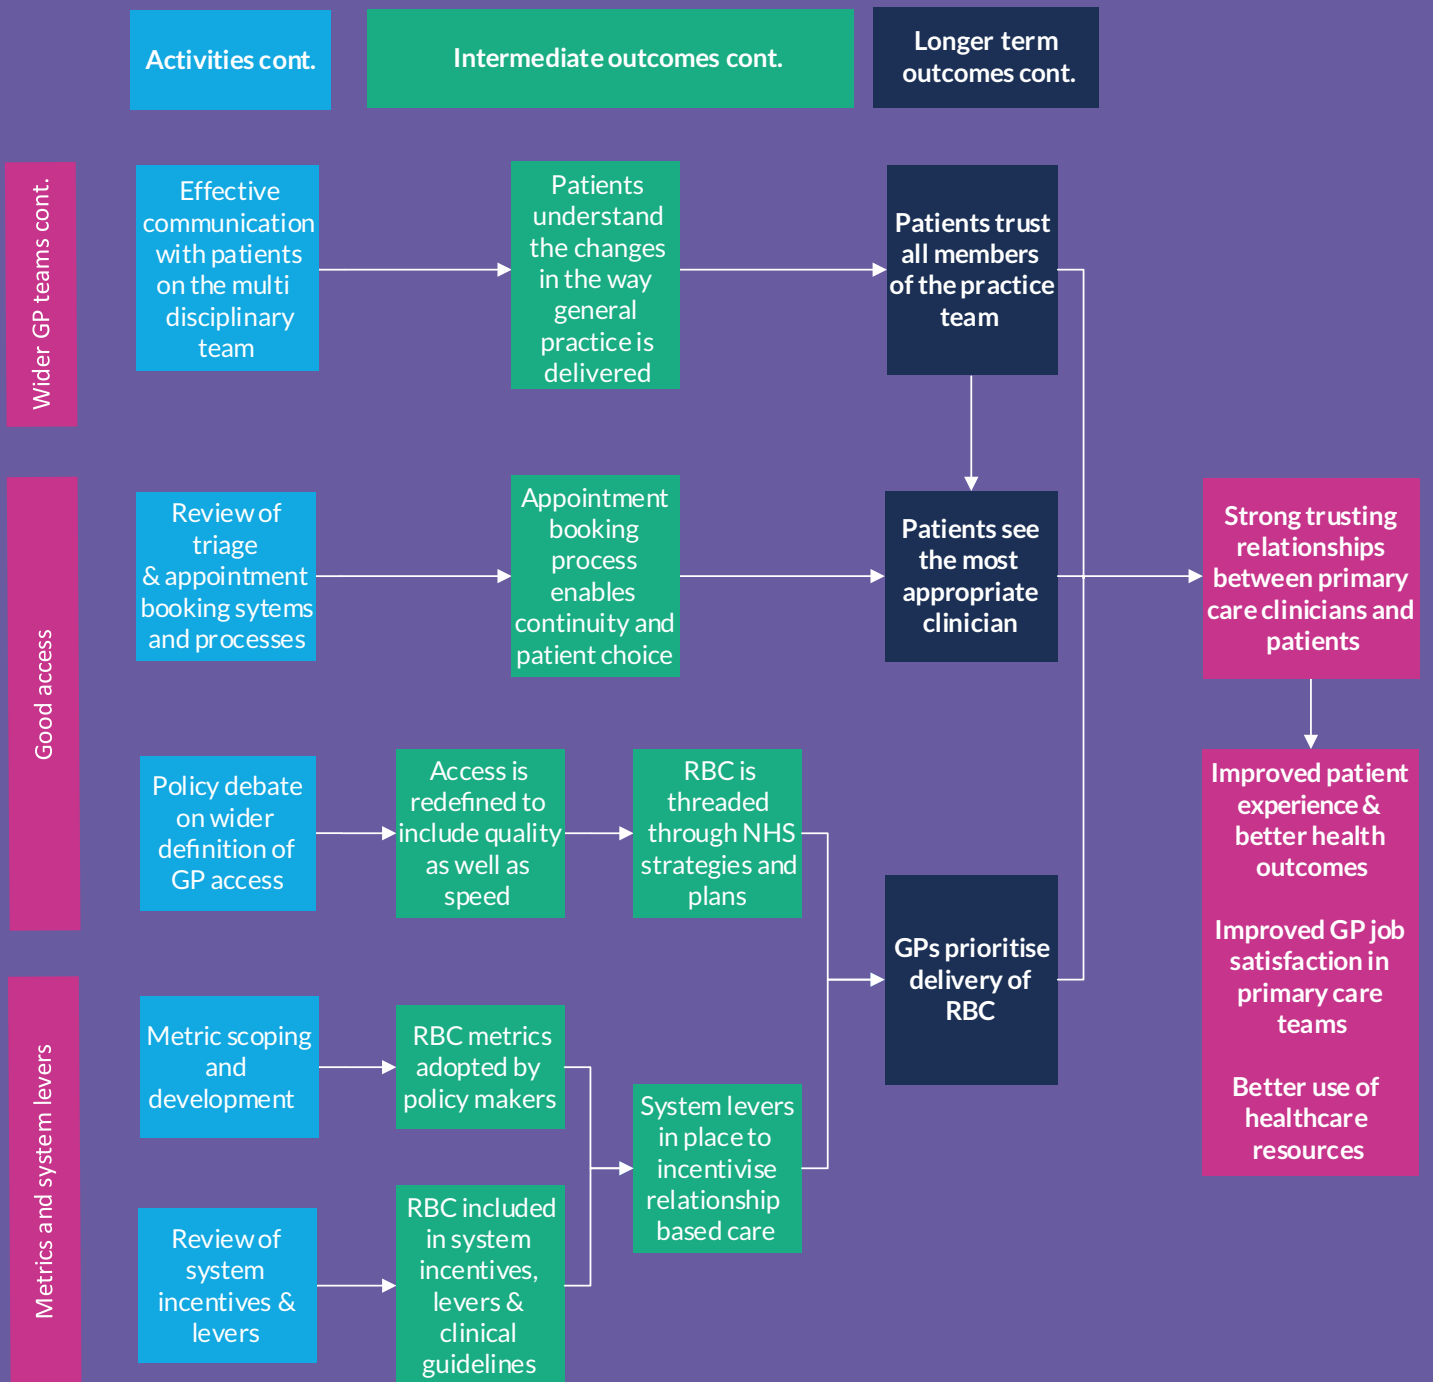 Activities cont.
Intermediate outcomes cont.
Longer term
outcomes cont.
Wider GP teams cont.
Effective
communication
with patients
on the multi
disciplinary
team
Patients
understand
the changes
in the way
general
practice is
delivered
Patients trust
all members
of the practice
team
Good access
Review of
triage
& appointment
booking sytems
and processes
Appointment
booking
process
enables
continuity and
patient choice
Patients see
the most
appropriate
clinician
Strong trusting
relationships
between primary
care clinicians and
patients
Policy debate
on wider
definition of
GP access
Access is
redefined to
include quality
as well as
speed
RBC is
threaded
through NHS
strategies and
plans
GPs prioritise
delivery of
RBC
Improved patient
experience &
better health
outcomes
Improved GP job
satisfaction in
primary care
teams
Better use of
healthcare
resources
Metrics and system levers
Metric scoping
and
development
RBC metrics
adopted by
policy makers
System levers
in place to
incentivise
relationship
based care
Review of
system
incentives &
levers
RBC included
in system
incentives,
levers &
clinical
guidelines